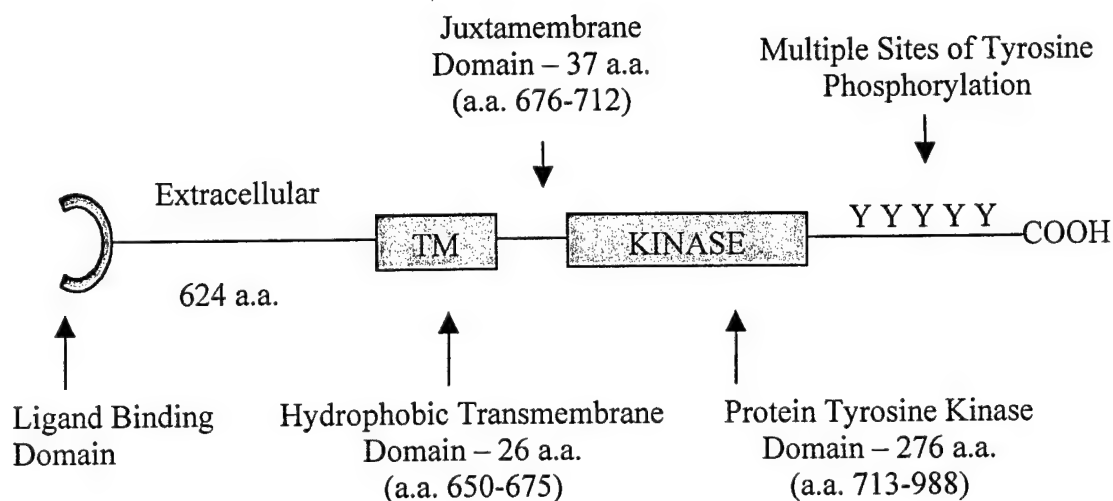 Juxtamembrane
Domain – 37 a.a.
(a.a. 676-712)
Multiple Sites of Tyrosine
Phosphorylation
Extracellular
TM
KINASE
Y Y Y Y Y
COOH
624 a.a.
Ligand Binding
Domain
Hydrophobic Transmembrane
Domain – 26 a.a.
(a.a. 650-675)
Protein Tyrosine Kinase
Domain – 276 a.a.
(a.a. 713-988)